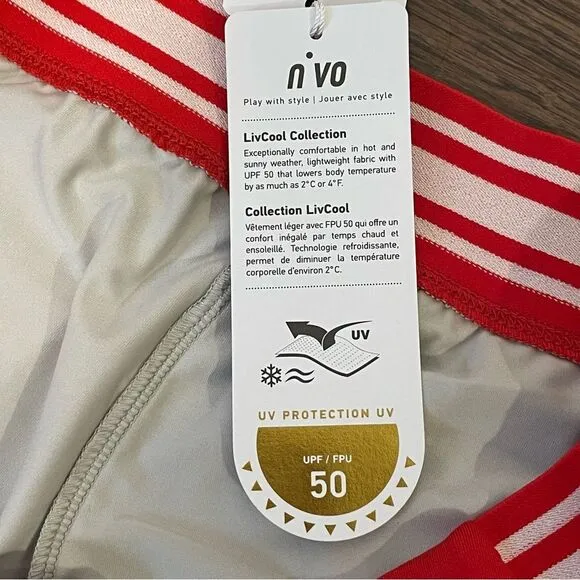 nivo
Play with style | Jouer avec style
LivCool Collection
Exceptionally comfortable in hot and
sunny weather, lightweight fabric with
UPF 50 that lowers body temperature
by as much as 2°C or 4°F.
Collection LivCool
Vêtement léger avec FPU 50 qui offre un
confort inégalé par temps chaud et
ensoleillé. Technologie refroidissante,
permet de diminuer la température
corporelle d'environ 2°C.
UV
UV PROTECTION UV
UPF / FPU
50